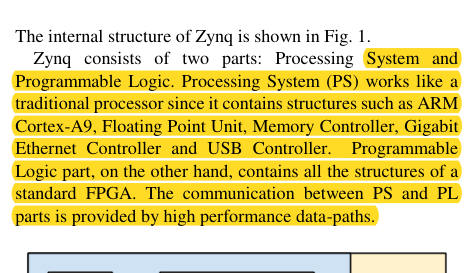 The internal structure of Zynq is shown in Fig. 1.
Zynq consists of two parts: Processing System and
Programmable Logic. Processing System (PS) works like a
traditional processor since it contains structures such as ARM
Cortex-A9, Floating Point Unit, Memory Controller, Gigabit
Ethernet Controller and USB Controller. Programmable
Logic part, on the other hand, contains all the structures of a
standard FPGA. The communication between PS and PL
parts is provided by high performance data-paths.